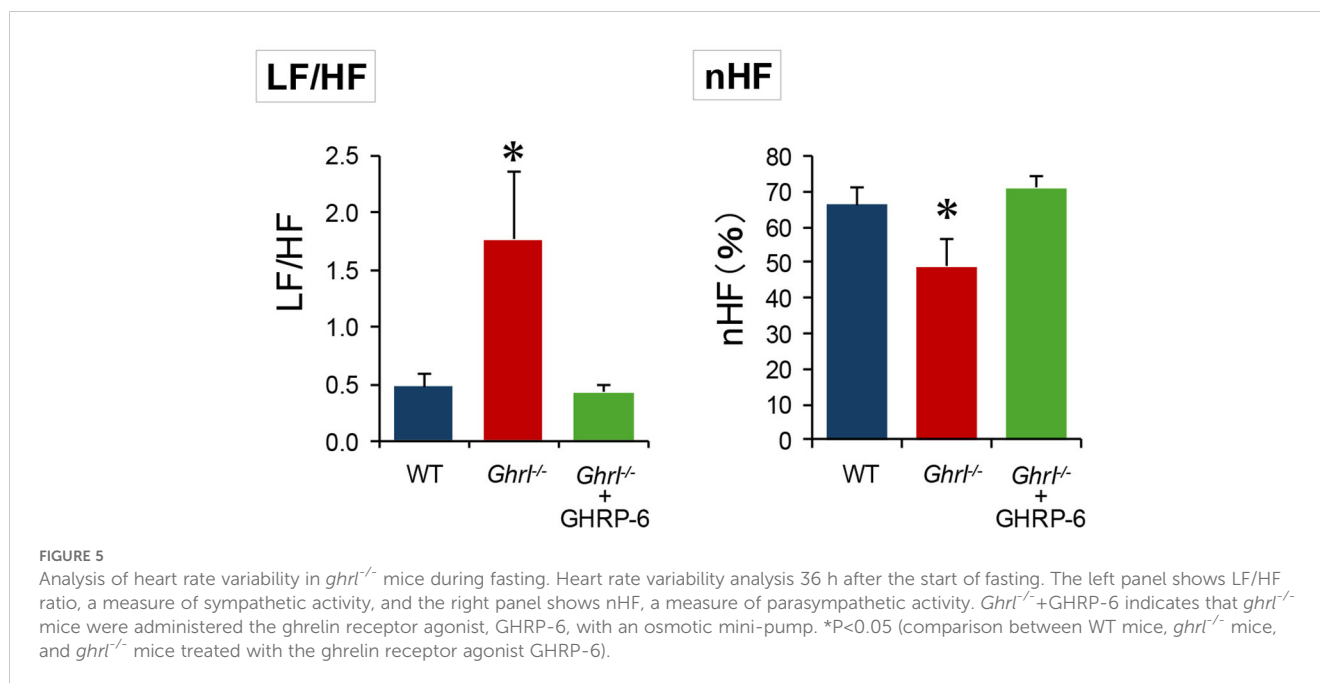 LF/HF
nHF
LF/HF
2.5
2.0
1.5
1.0
0.5
0.0
*
WT
Ghrl-/-
Ghrl-/-
+
GHRP-6
nHF (%)
80
70
60
50
40
30
20
10
0
*
WT
Ghrl-/-
Ghrl-/-
+
GHRP-6
FIGURE 5
Analysis of heart rate variability in ghrl-/- mice during fasting. Heart rate variability analysis 36 h after the start of fasting. The left panel shows LF/HF
ratio, a measure of sympathetic activity, and the right panel shows nHF, a measure of parasympathetic activity. Ghrl-/-+GHRP-6 indicates that ghrl-/-
mice were administered the ghrelin receptor agonist, GHRP-6, with an osmotic mini-pump. *P<0.05 (comparison between WT mice, ghrl-/- mice,
and ghrl-/- mice treated with the ghrelin receptor agonist GHRP-6).